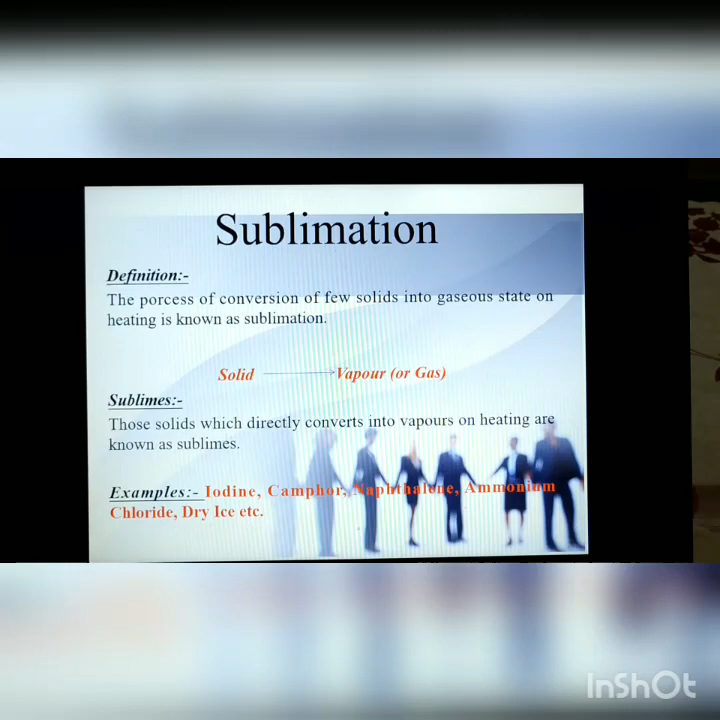 Sublimation
Definition:-
The porcess of conversion of few solids into gaseous state on
heating is known as sublimation.
Solid Vapour (or Gas)
Sublimes:-
Those solids which directly converts into vapours on heating are
known as sublimes.
Examples:- Iodine, Camphor, Naphthalene, Ammonium
Chloride, Dry Ice etc.
InShOt